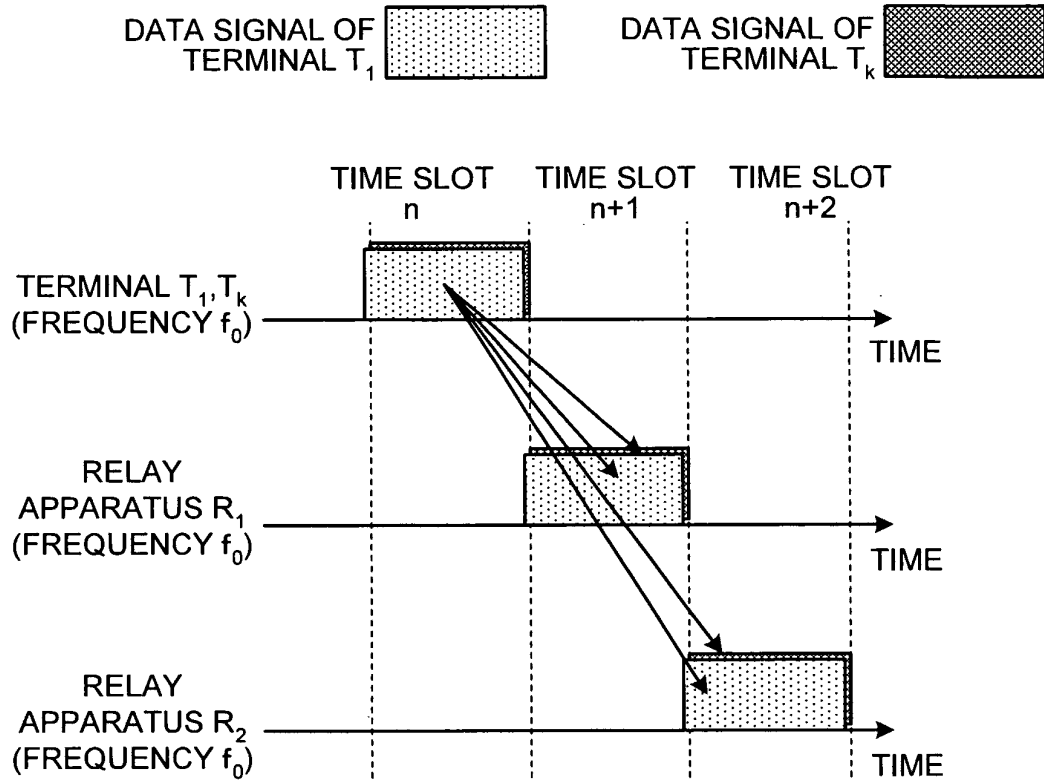 DATA SIGNAL OF
TERMINAL T1
DATA SIGNAL OF
TERMINAL Tk
TIME SLOT
n
TIME SLOT
n+1
TIME SLOT
n+2
TERMINAL T1,Tk
(FREQUENCY f0)
TIME
RELAY
APPARATUS R1
(FREQUENCY f0)
TIME
RELAY
APPARATUS R2
(FREQUENCY f0)
TIME